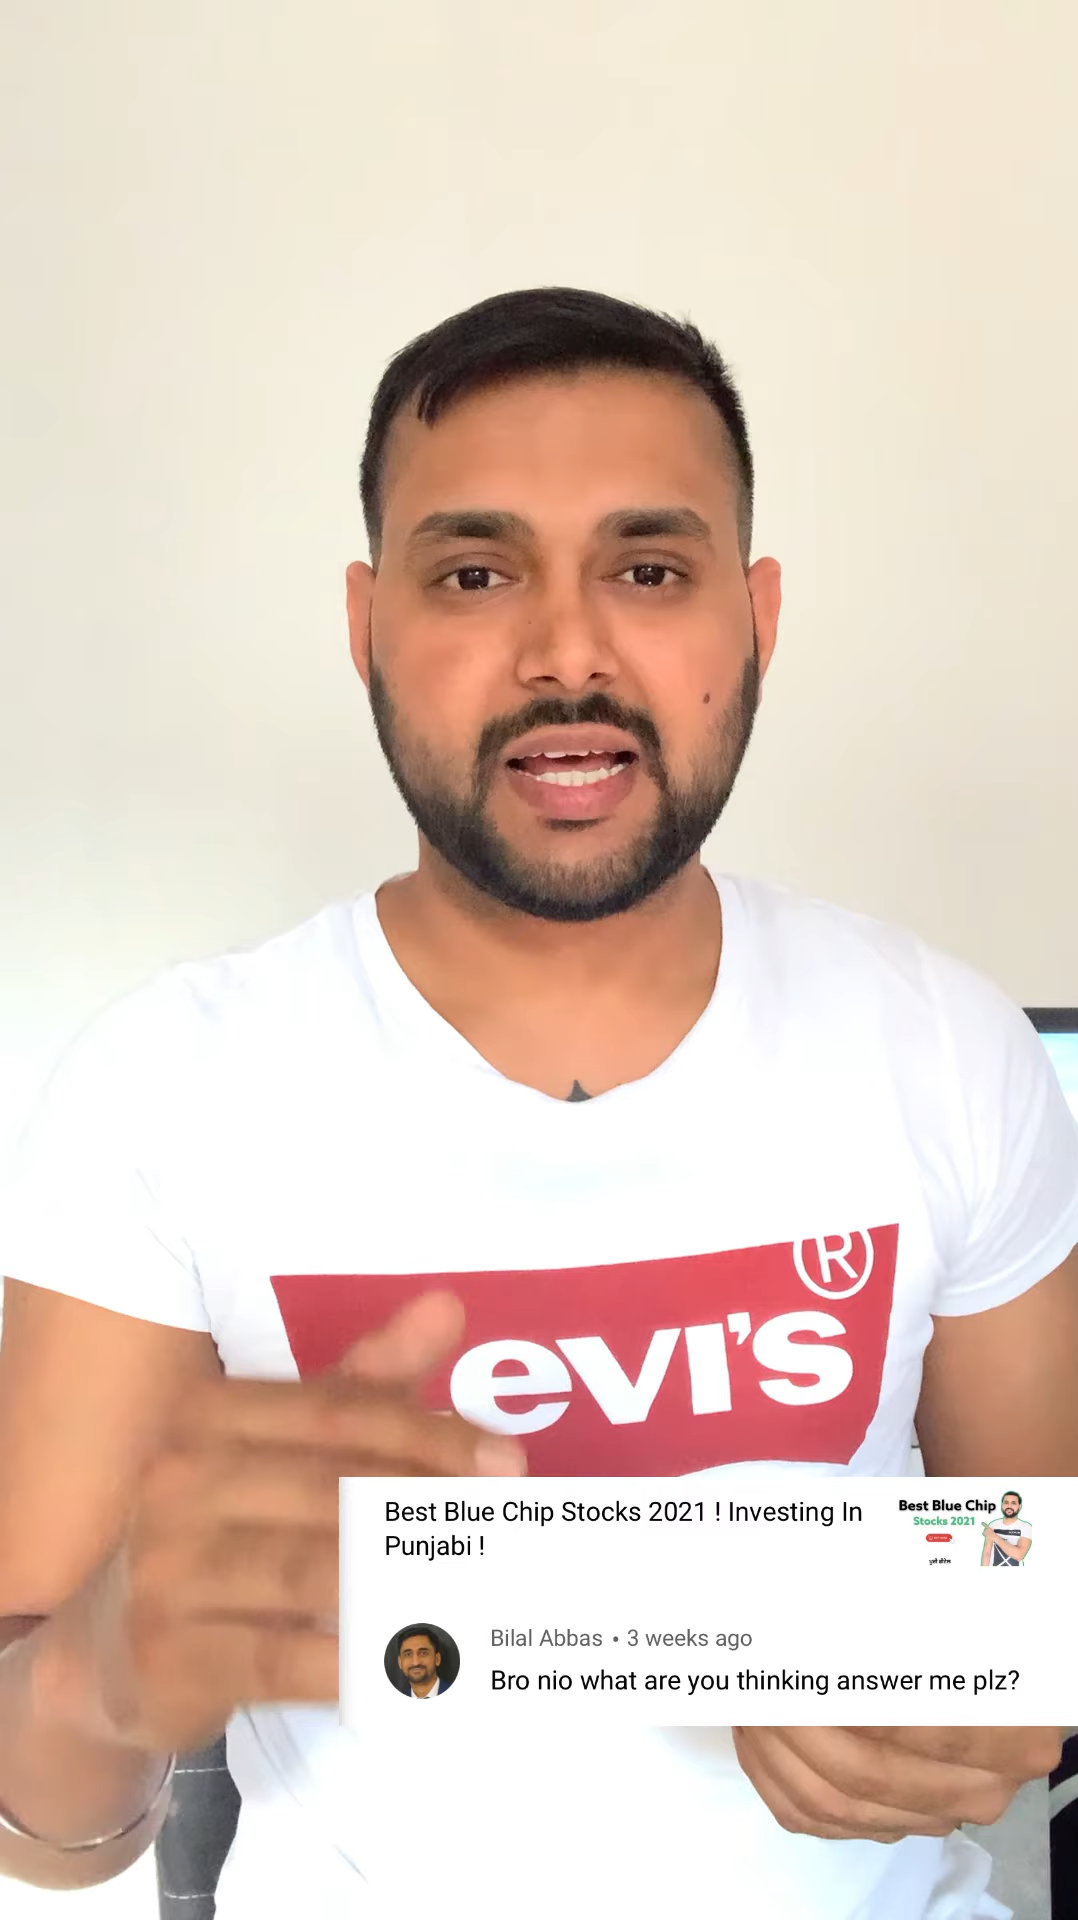 ®
evi's
Best Blue Chip Stocks 2021 ! Investing In
Punjabi !
Best Blue Chip
Stocks 2021
Bilal Abbas • 3 weeks ago
Bro nio what are you thinking answer me plz?